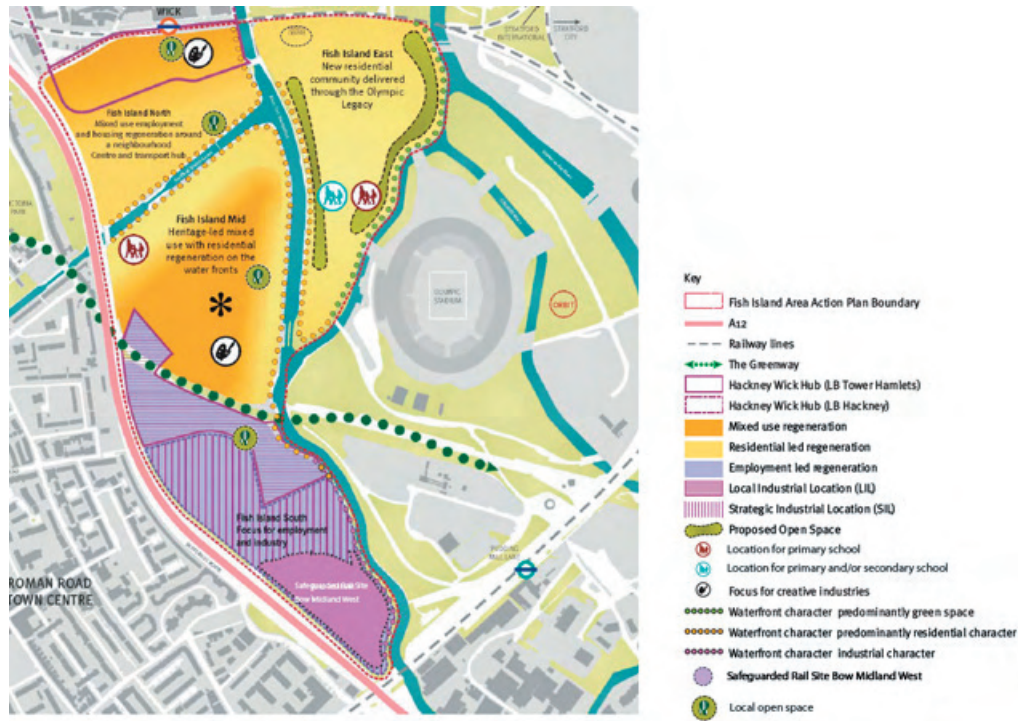 WICK
STRATFORD
INTERNATIONAL
STRATFORD
CITY
Fish Island East
New residential
community delivered
through the Olympic
Legacy
Fish Island North
Mixed use employment
and housing regeneration around
a neighbourhood
Centre and transport hub
Fish Island Mid
Heritage-led mixed
use with residential
regeneration on the
water fronts
*
OLYMPIC
STADIUM
ORBIT
Fish Island South
Focus for employment
and industry
Safeguarded Rail Site
Bow Midland West
PUDDING
MILL LANE
ROMAN ROAD
TOWN CENTRE
Key
Fish Island Area Action Plan Boundary
A12
Railway lines
The Greenway
Hackney Wick Hub (LB Tower Hamlets)
Hackney Wick Hub (LB Hackney)
Mixed use regeneration
Residential led regeneration
Employment led regeneration
Local Industrial Location (LIL)
Strategic Industrial Location (SIL)
Proposed Open Space
Location for primary school
Location for primary and/or secondary school
Focus for creative industries
Waterfront character predominantly green space
Waterfront character predominantly residential character
Waterfront character industrial character
Safeguarded Rail Site Bow Midland West
Local open space